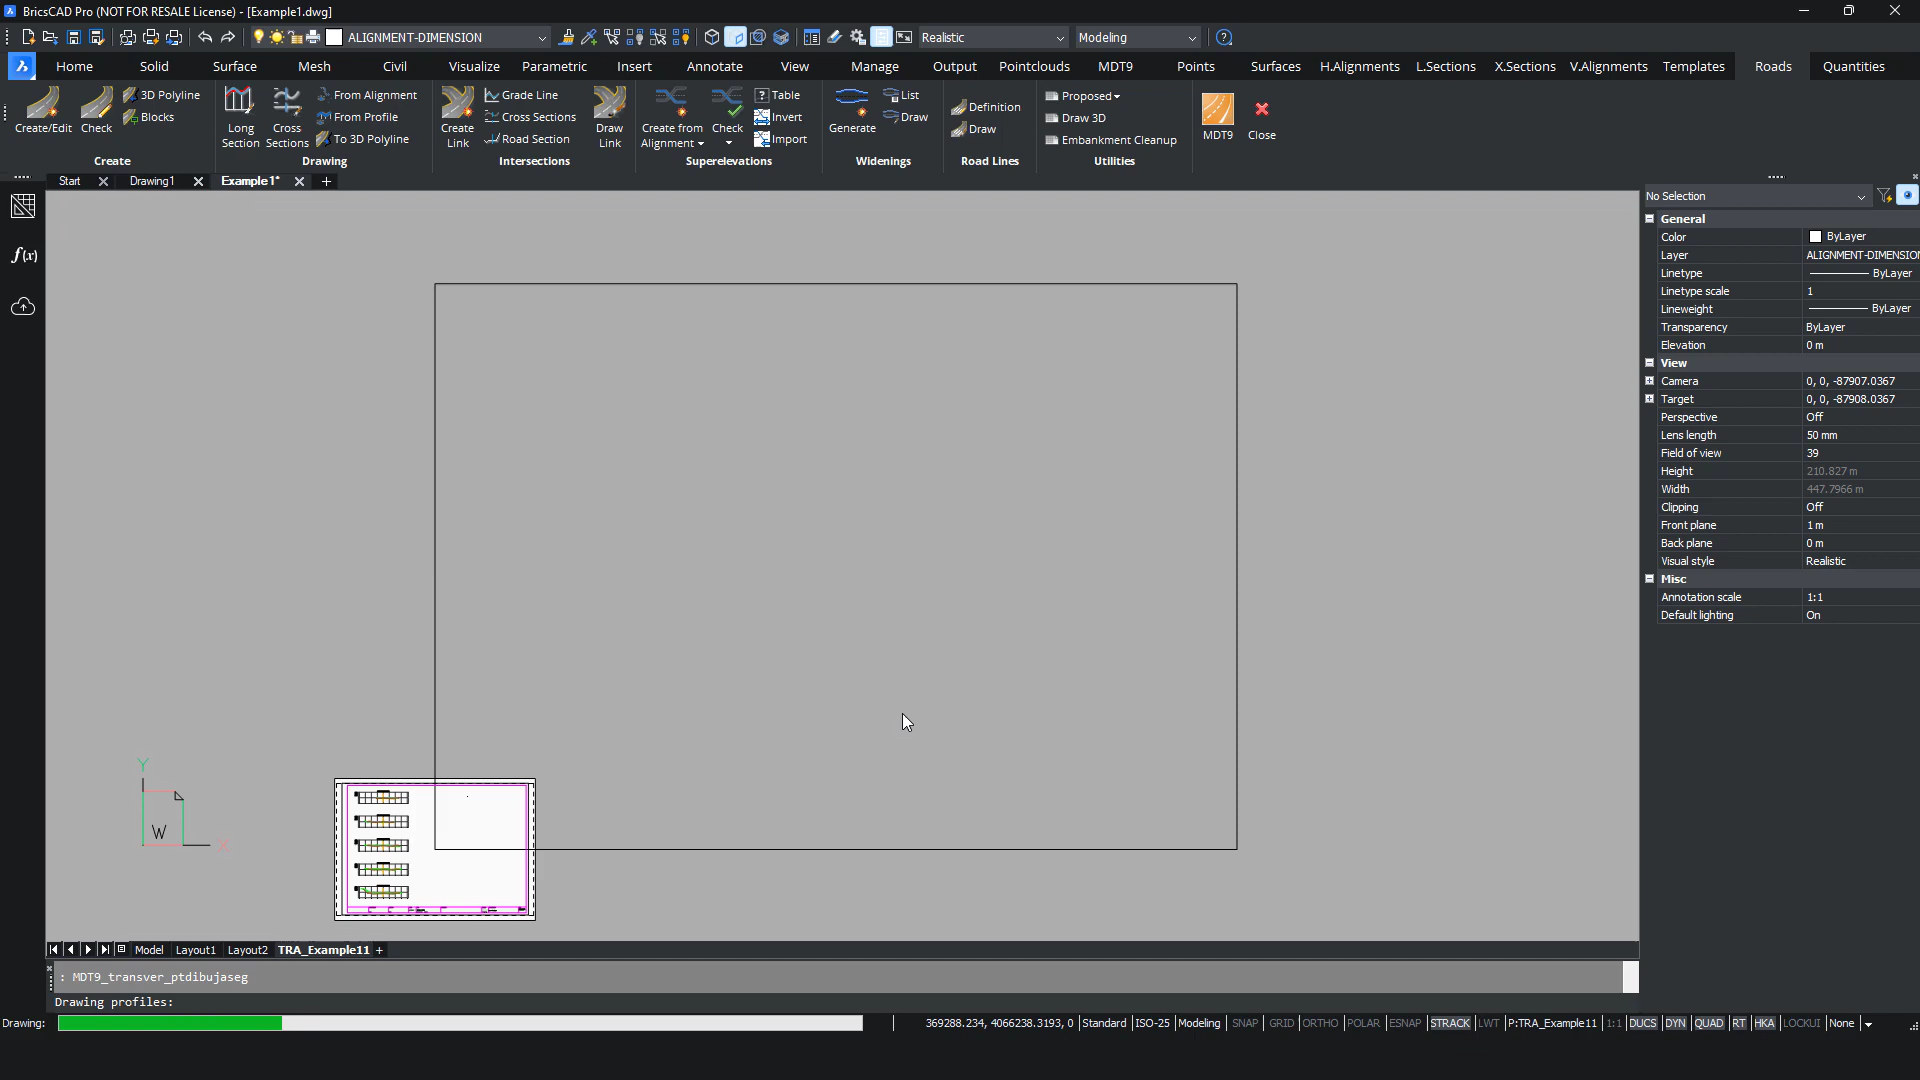 BricsCAD Pro (NOT FOR RESALE License) - [Example1.dwg]
ALIGNMENT-DIMENSION
Realistic
Modeling
Home Solid Surface Mesh Civil Visualize Parametric Insert Annotate View Manage Output Pointclouds MDT9 Points Surfaces H.Alignments L.Sections X.Sections V.Alignments Templates Roads Quantities
Create/Edit
Check
3D Polyline
Blocks
Create
Long Section
Cross Sections
From Alignment
From Profile
To 3D Polyline
Drawing
Create Link
Grade Line
Cross Sections
Road Section
Draw Link
Intersections
Create from Alignment
Check
Table
Invert
Import
Superelevations
Generate
List
Draw
Widenings
Definition
Draw
Road Lines
Proposed
Draw 3D
Embankment Cleanup
Utilities
MDT9
Close
Start Drawing1 Example1*
f(x)
No Selection
General
Color ByLayer
Layer ALIGNMENT-DIMENSION
Linetype ByLayer
Linetype scale 1
Lineweight ByLayer
Transparency ByLayer
Elevation 0 m
View
Camera 0, 0, -87907.0367
Target 0, 0, -87908.0367
Perspective Off
Lens length 50 mm
Field of view 39
Height 210.827 m
Width 447.7966 m
Clipping Off
Front plane 1 m
Back plane 0 m
Visual style Realistic
Misc
Annotation scale 1:1
Default lighting On
Y
W
X
Model Layout1 Layout2 TRA_Example11 +
: MDT9_transver_ptdibujaseg
Drawing profiles:
Drawing:
369288.234, 4066238.3193, 0 Standard ISO-25 Modeling SNAP GRID ORTHO POLAR ESNAP STRACK LWT P:TRA_Example11 1:1 DUCS DYN QUAD RT HKA LOCKUI None